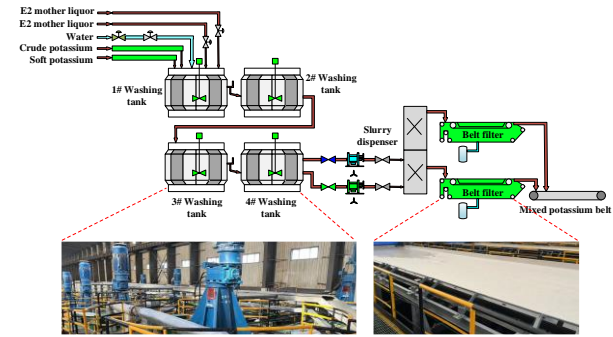 E2 mother liquor
E2 mother liquor
Water
Crude potassium
Soft potassium
1# Washing
tank
2# Washing
tank
Slurry
dispenser
Belt filter
3# Washing
tank
4# Washing
tank
Belt filter
Mixed potassium belt